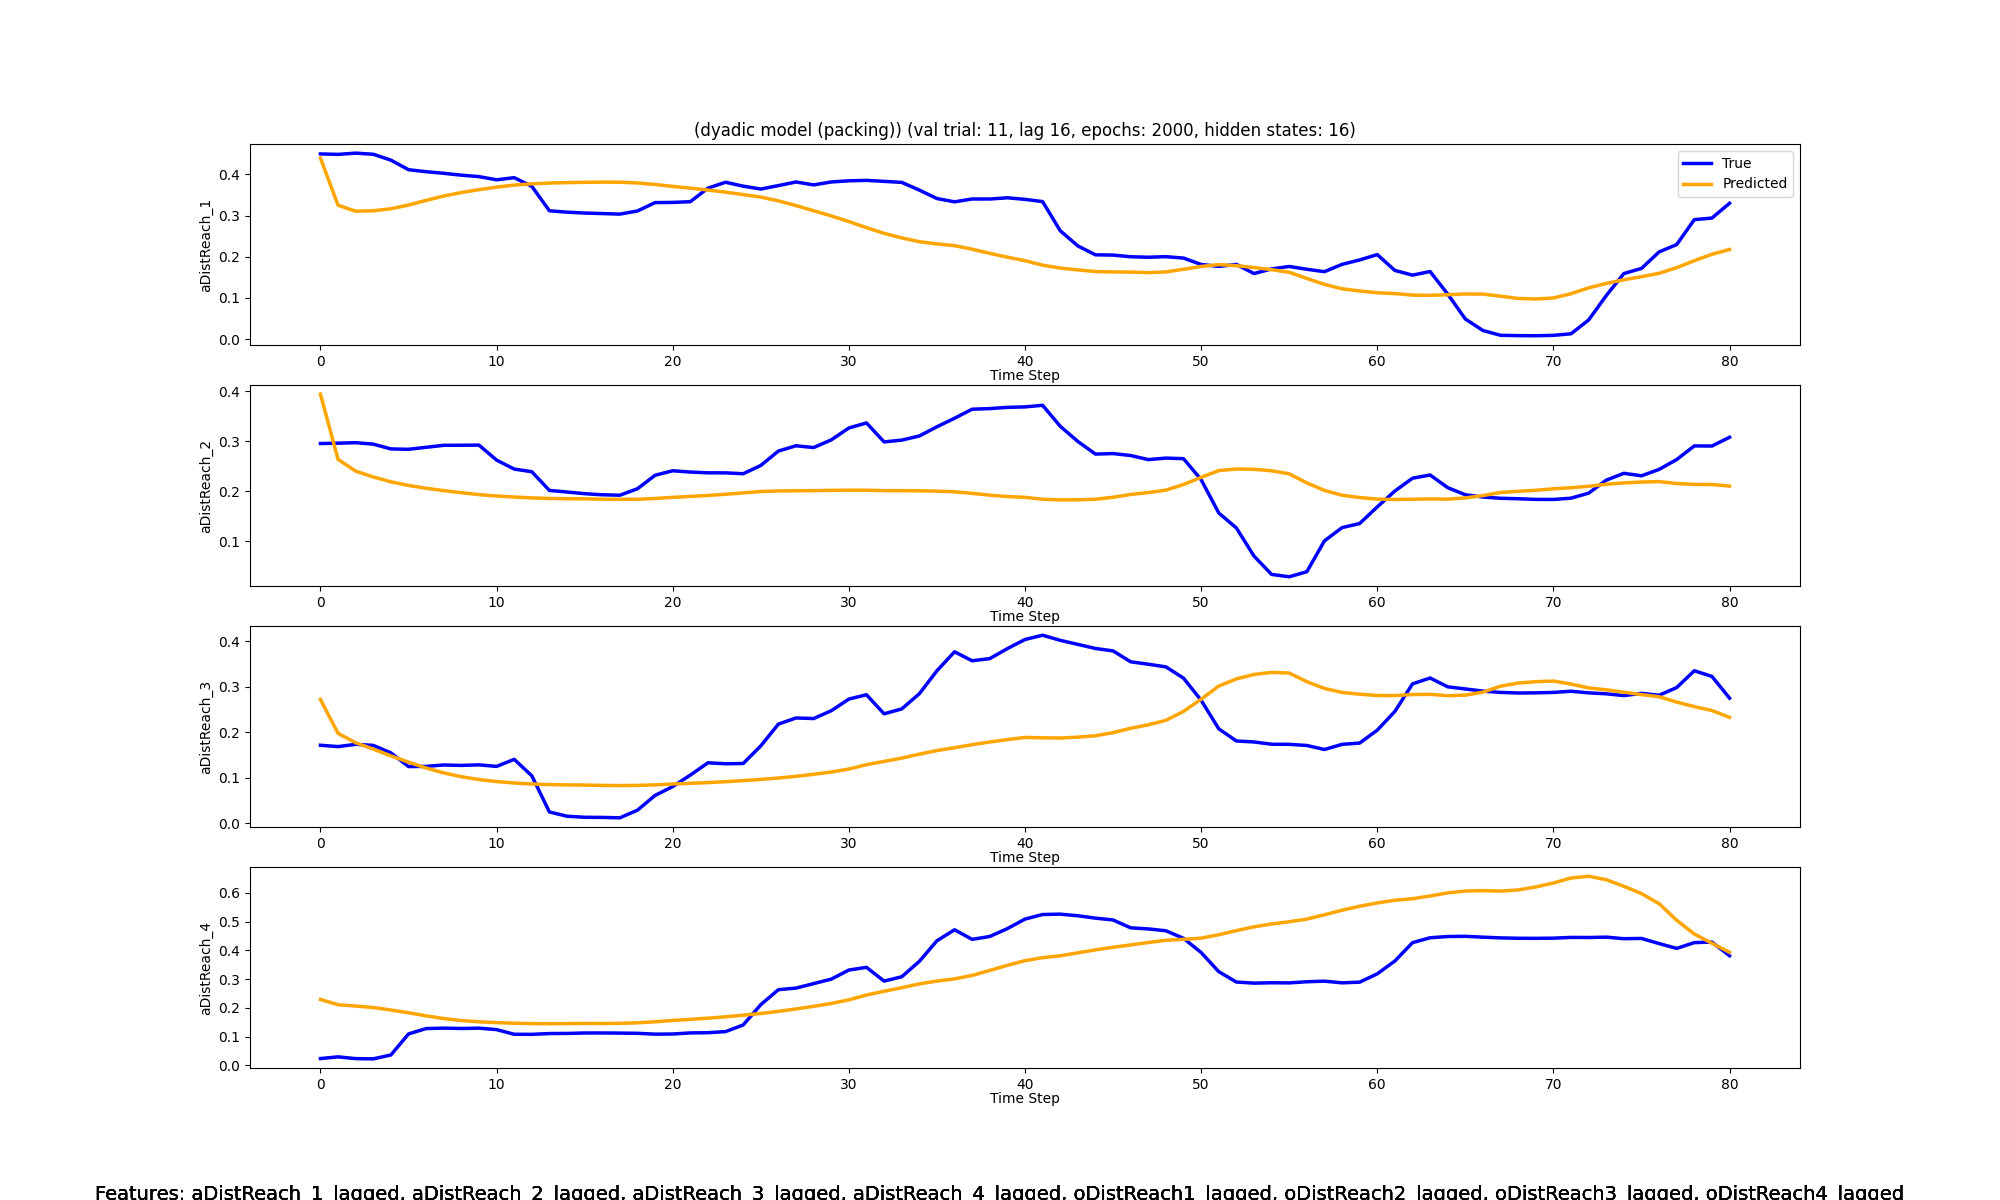 (dyadic model (packing)) (val trial: 11, lag 16, epochs: 2000, hidden states: 16)
True
Predicted
aDistReach_1
0.4
0.3
0.2
0.1
0.0
0 10 20 30 40 50 60 70 80
Time Step
aDistReach_2
0.4
0.3
0.2
0.1
0 10 20 30 40 50 60 70 80
Time Step
aDistReach_3
0.4
0.3
0.2
0.1
0.0
0 10 20 30 40 50 60 70 80
Time Step
aDistReach_4
0.6
0.5
0.4
0.3
0.2
0.1
0.0
0 10 20 30 40 50 60 70 80
Time Step
Features: aDistReach_1_lagged, aDistReach_2_lagged, aDistReach_3_lagged, aDistReach_4_lagged, oDistReach1_lagged, oDistReach2_lagged, oDistReach3_lagged, oDistReach4_lagged